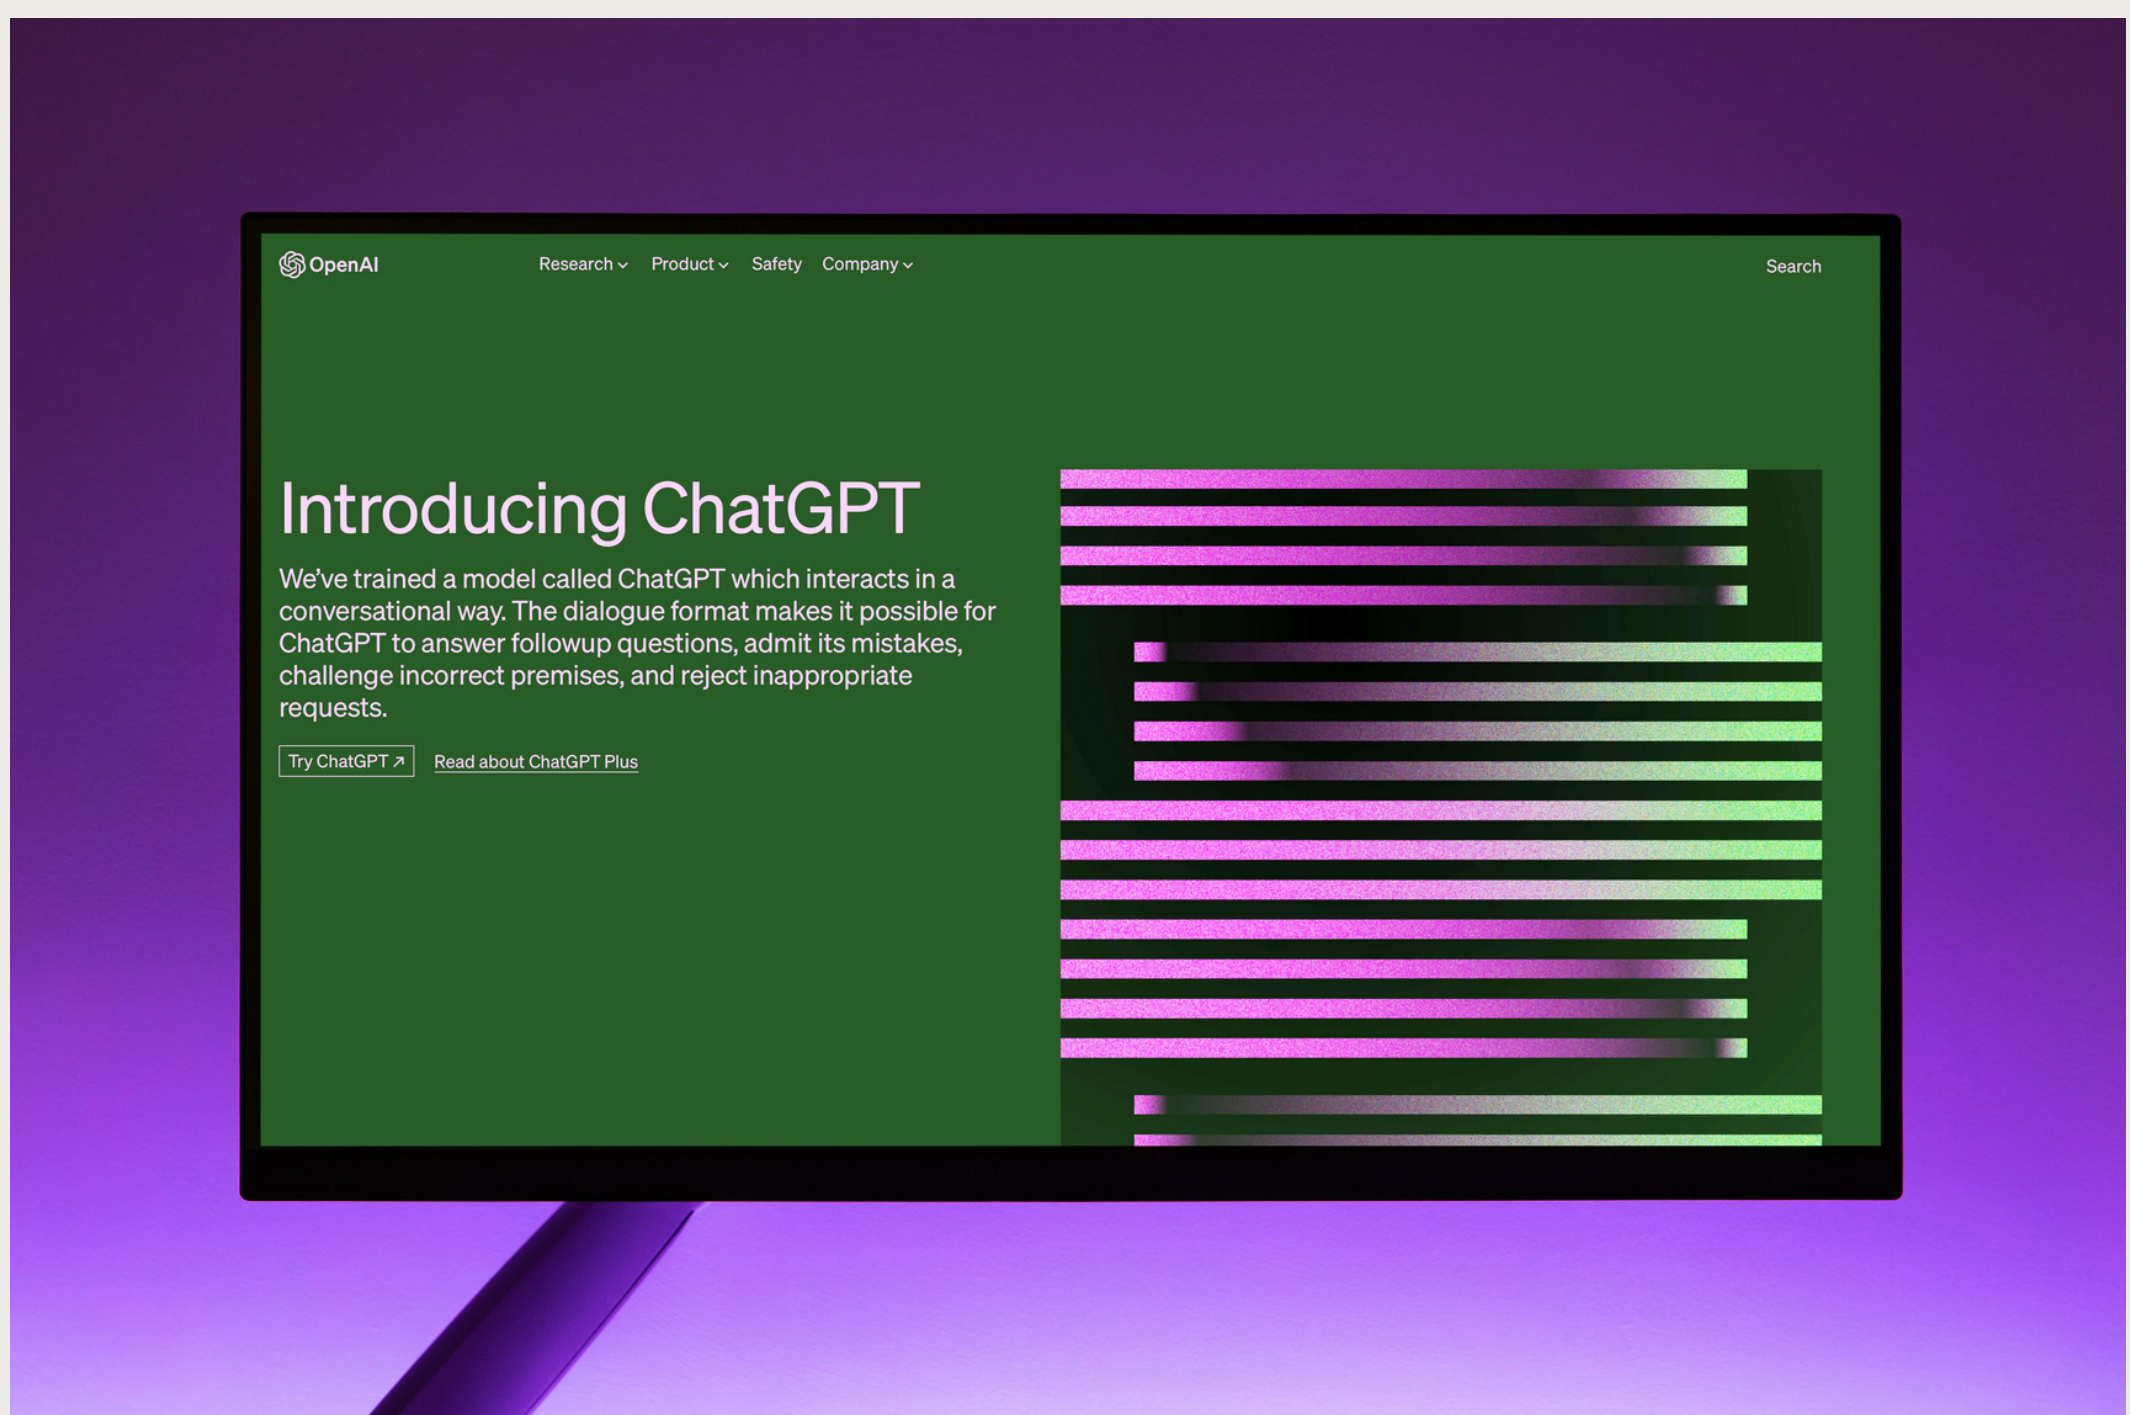 OpenAI
Research
Product
Safety
Company
Search
Introducing ChatGPT
We’ve trained a model called ChatGPT which interacts in a
conversational way. The dialogue format makes it possible for
ChatGPT to answer followup questions, admit its mistakes,
challenge incorrect premises, and reject inappropriate
requests.
Try ChatGPT ↗
Read about ChatGPT Plus